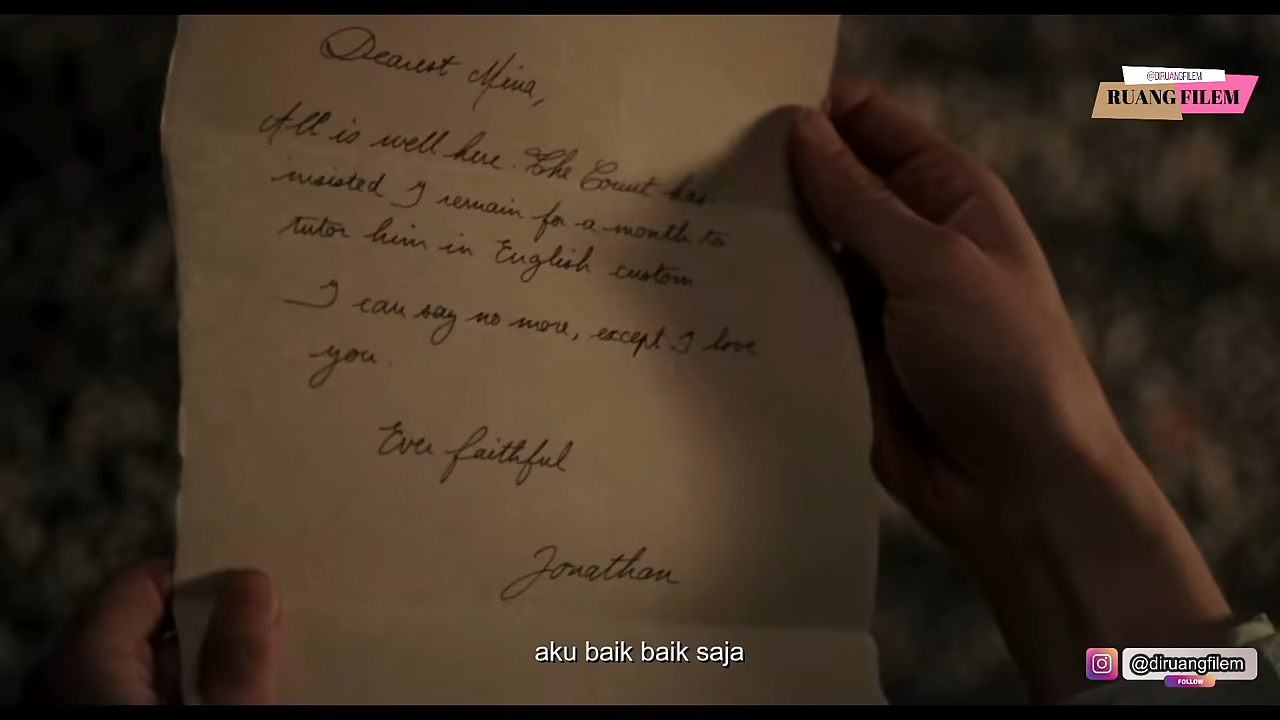 Dearest Mina,
@DIRUANGFILEM
RUANG FILEM
All is well here. The Count has
insisted I remain for a month to
tutor him in English custom
I can say no more, except I love
you.
Ever faithful
Jonathan
aku baik baik saja
@diruangfilem
FOLLOW